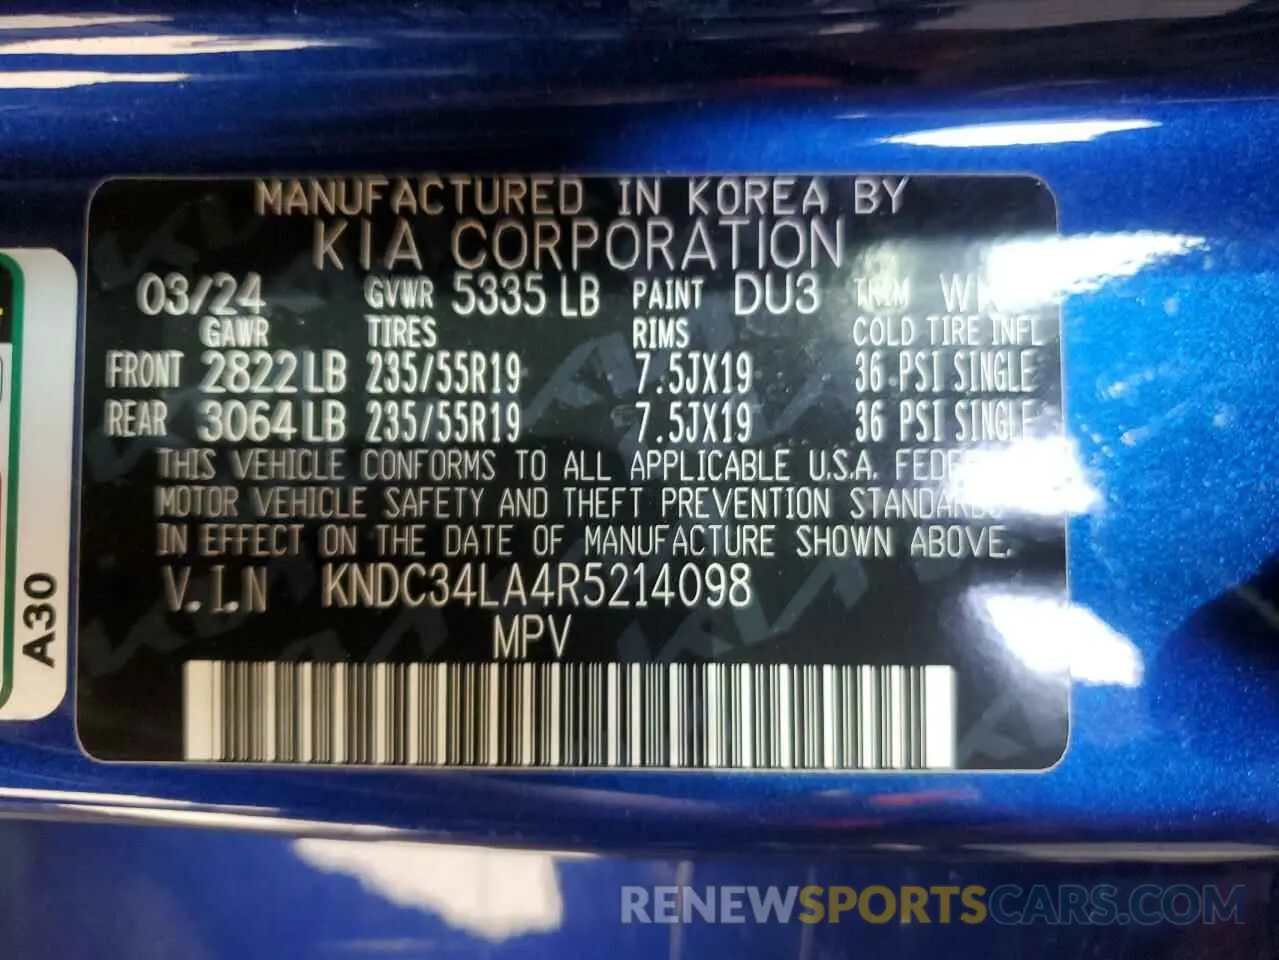 MANUFACTURED IN KOREA BY
KIA CORPORATION
03/24 GVWR 5335 LB PAINT DU3 TRIM
GAWR TIRES RIMS COLD TIRE INFL
FRONT 2822 LB 235/55R19 7.5JX19 36 PSI SINGLE
REAR 3064 LB 235/55R19 7.5JX19 36 PSI SINGLE
THIS VEHICLE CONFORMS TO ALL APPLICABLE U.S.A. FEDERAL
MOTOR VEHICLE SAFETY AND THEFT PREVENTION STANDARDS
IN EFFECT ON THE DATE OF MANUFACTURE SHOWN ABOVE.
V.I.N KNDC34LA4R5214098
MPV
A30
RENEWSPORTSCARS.COM